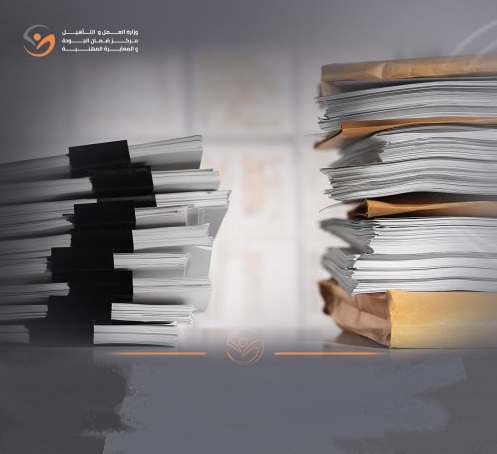 وزارة العمل و التأهيل
مركز ضمان الجودة
و المعايرة المهنية